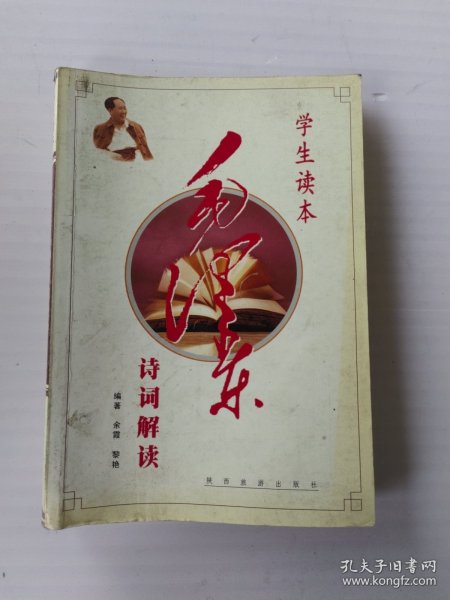 学生读本
毛泽东
诗词解读
编著 余霞 黎艳
陕西旅游出版社
孔夫子旧书网
www.kongfz.com